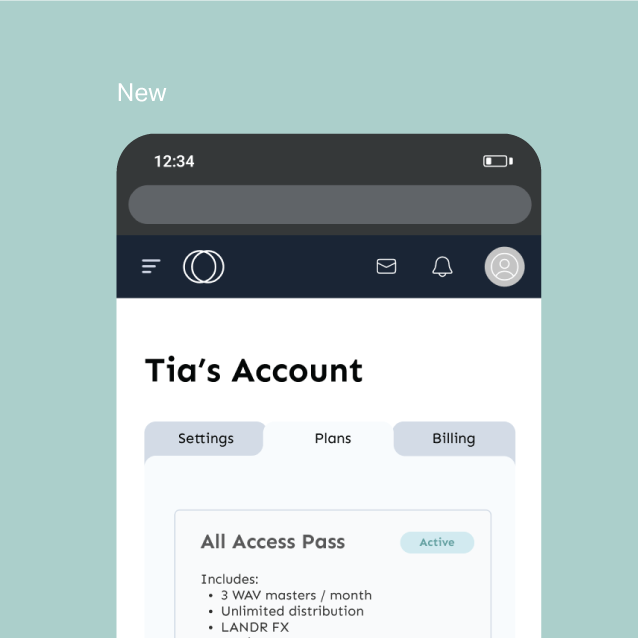 New
12:34
Tia’s Account
Settings Plans Billing
All Access Pass Active
Includes:
• 3 WAV masters / month
• Unlimited distribution
• LANDR FX